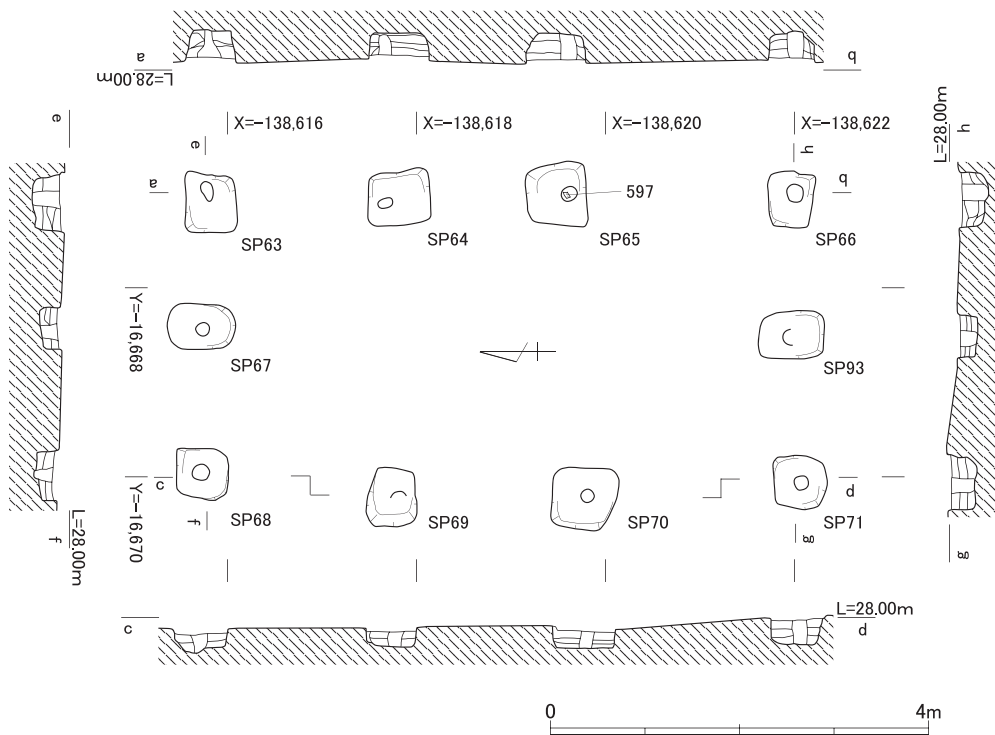 a
L=28.00m
b
e
X=-138,616
X=-138,618
X=-138,620
X=-138,622
L=28.00m
h
e
h
a
b
597
SP63
SP64
SP65
SP66
Y=-16,668
SP67
SP93
c
d
Y=-16,670
f
SP68
SP69
SP70
SP71
g
L=28.00m
f
g
c
L=28.00m
d
0
4m